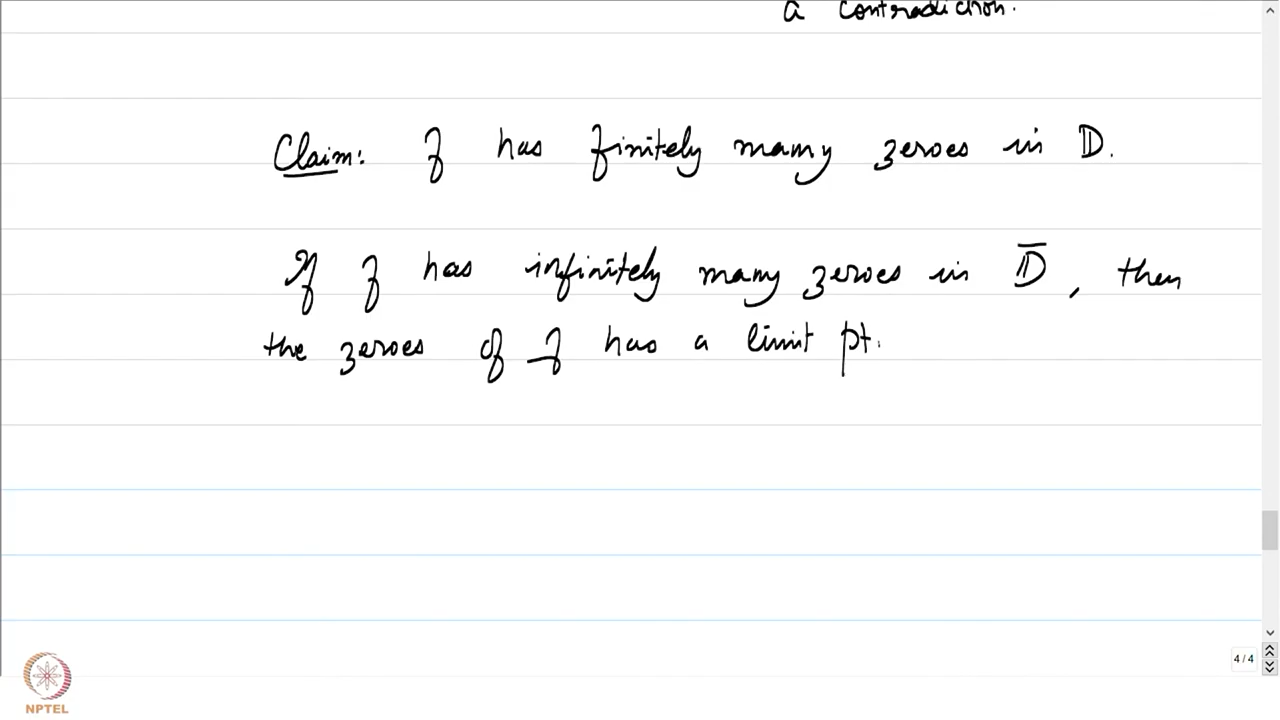 a contradiction.
Claim: f has finitely many zeroes in 𝔻.
If f has infinitely many zeroes in 𝔻̅, then
the zeroes of f has a limit pt.
4 / 4
NPTEL